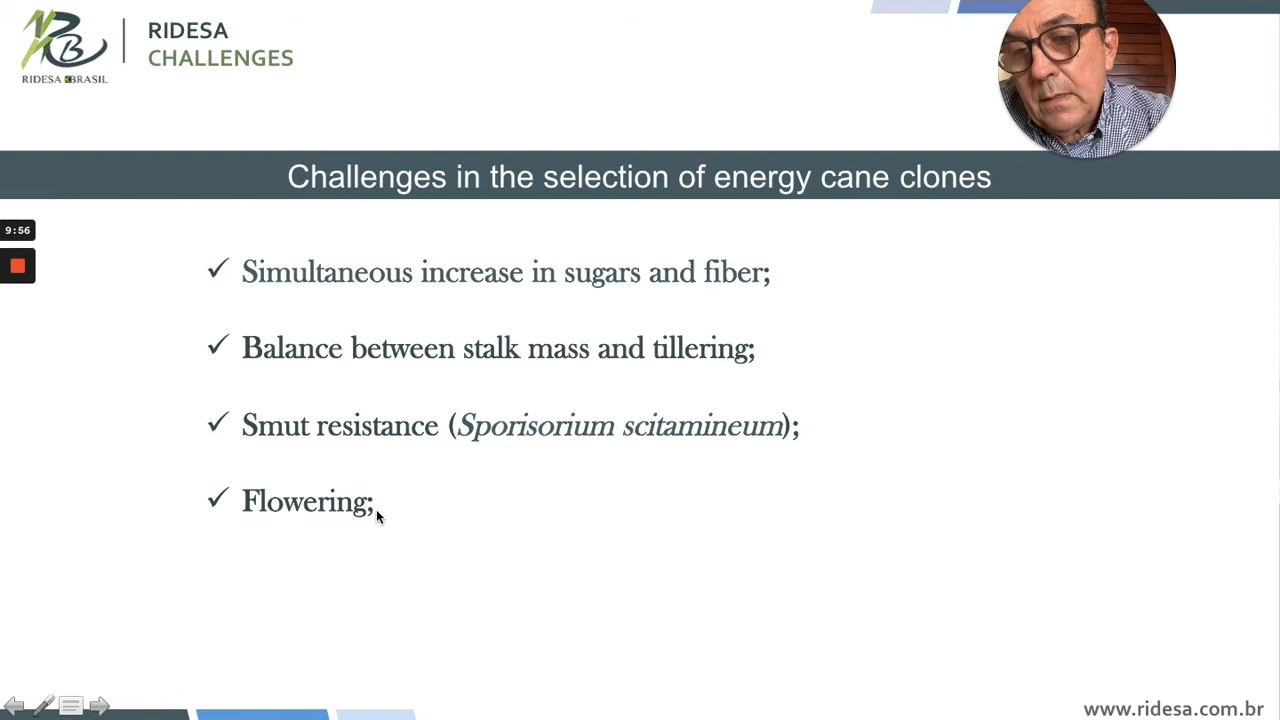 RIDESA
CHALLENGES
RB
RIDESA BRASIL
Challenges in the selection of energy cane clones
9:56
✓ Simultaneous increase in sugars and fiber;
✓ Balance between stalk mass and tillering;
✓ Smut resistance (Sporisorium scitamineum);
✓ Flowering;
www.ridesa.com.br